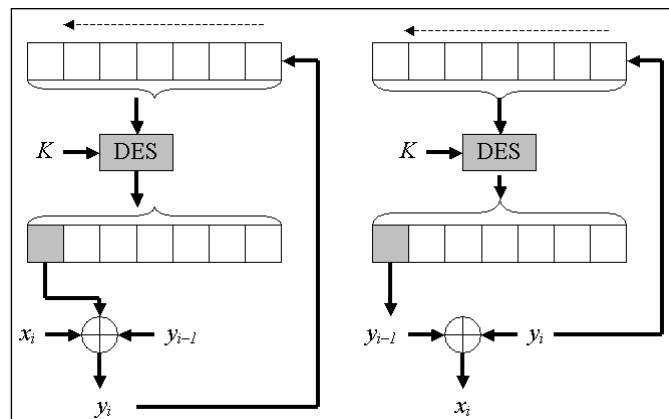 K
DES
x_i
y_{i-1}
y_i
K
DES
y_{i-1}
y_i
x_i